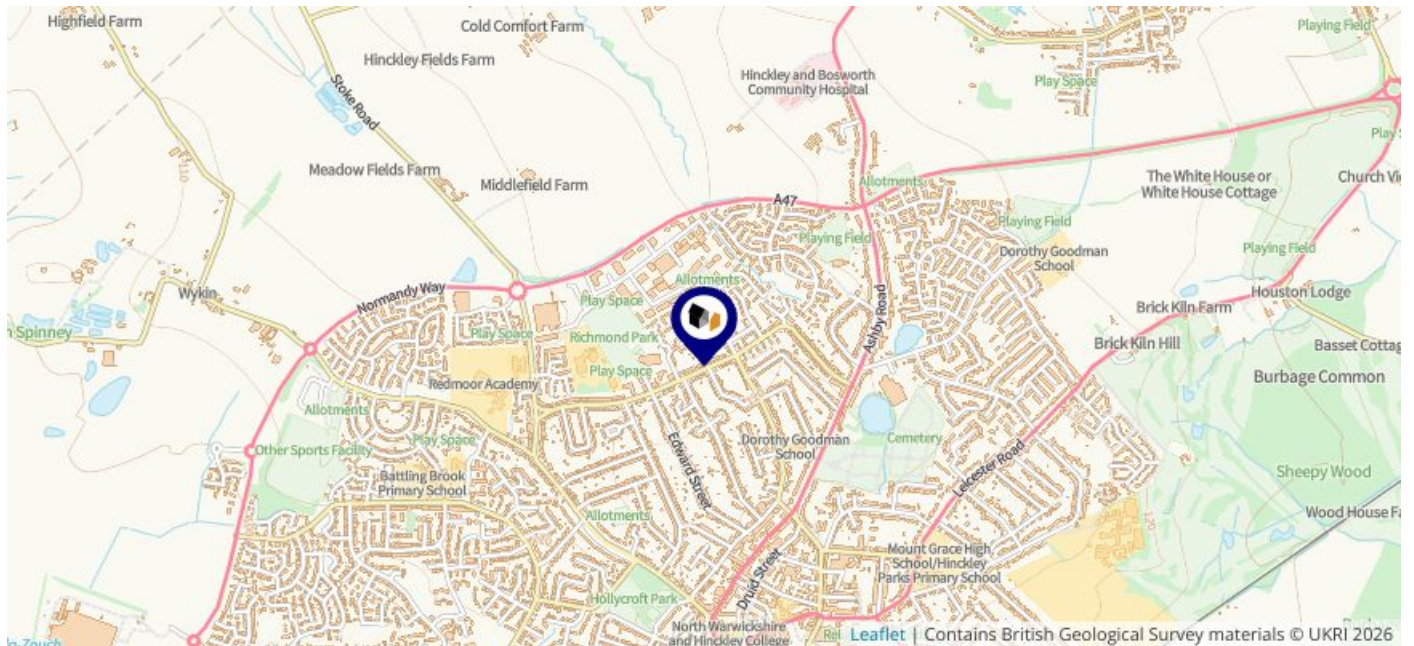 Highfield Farm
Cold Comfort Farm
Playing Field
Hinckley Fields Farm
Hinckley and Bosworth
Community Hospital
Play Space
Stoke Road
Meadow Fields Farm
Middlefield Farm
110
Allotments
The White House or
White House Cottage
Church
A47
Playing Field
Playing Field
Dorothy Goodman
School
Playing Field
Wykin
Normandy Way
Allotments
Play Space
Houston Lodge
Brick Kiln Farm
Spinney
Play Space
Richmond Park
Ashby Road
Brick Kiln Hill
Basset
Play Space
Redmoor Academy
Burbage Common
Allotments
Play Space
Edward Street
Dorothy Goodman
School
Cemetery
Other Sports Facility
Leicester Road
Battling Brook
Primary School
Sheepy Wood
Allotments
120
Wood House
Mount Grace High
School/Hinckley
Parks Primary School
Druid Street
Hollycroft Park
North Warwickshire
and Hinckley College
Leaflet | Contains British Geological Survey materials © UKRI 2026